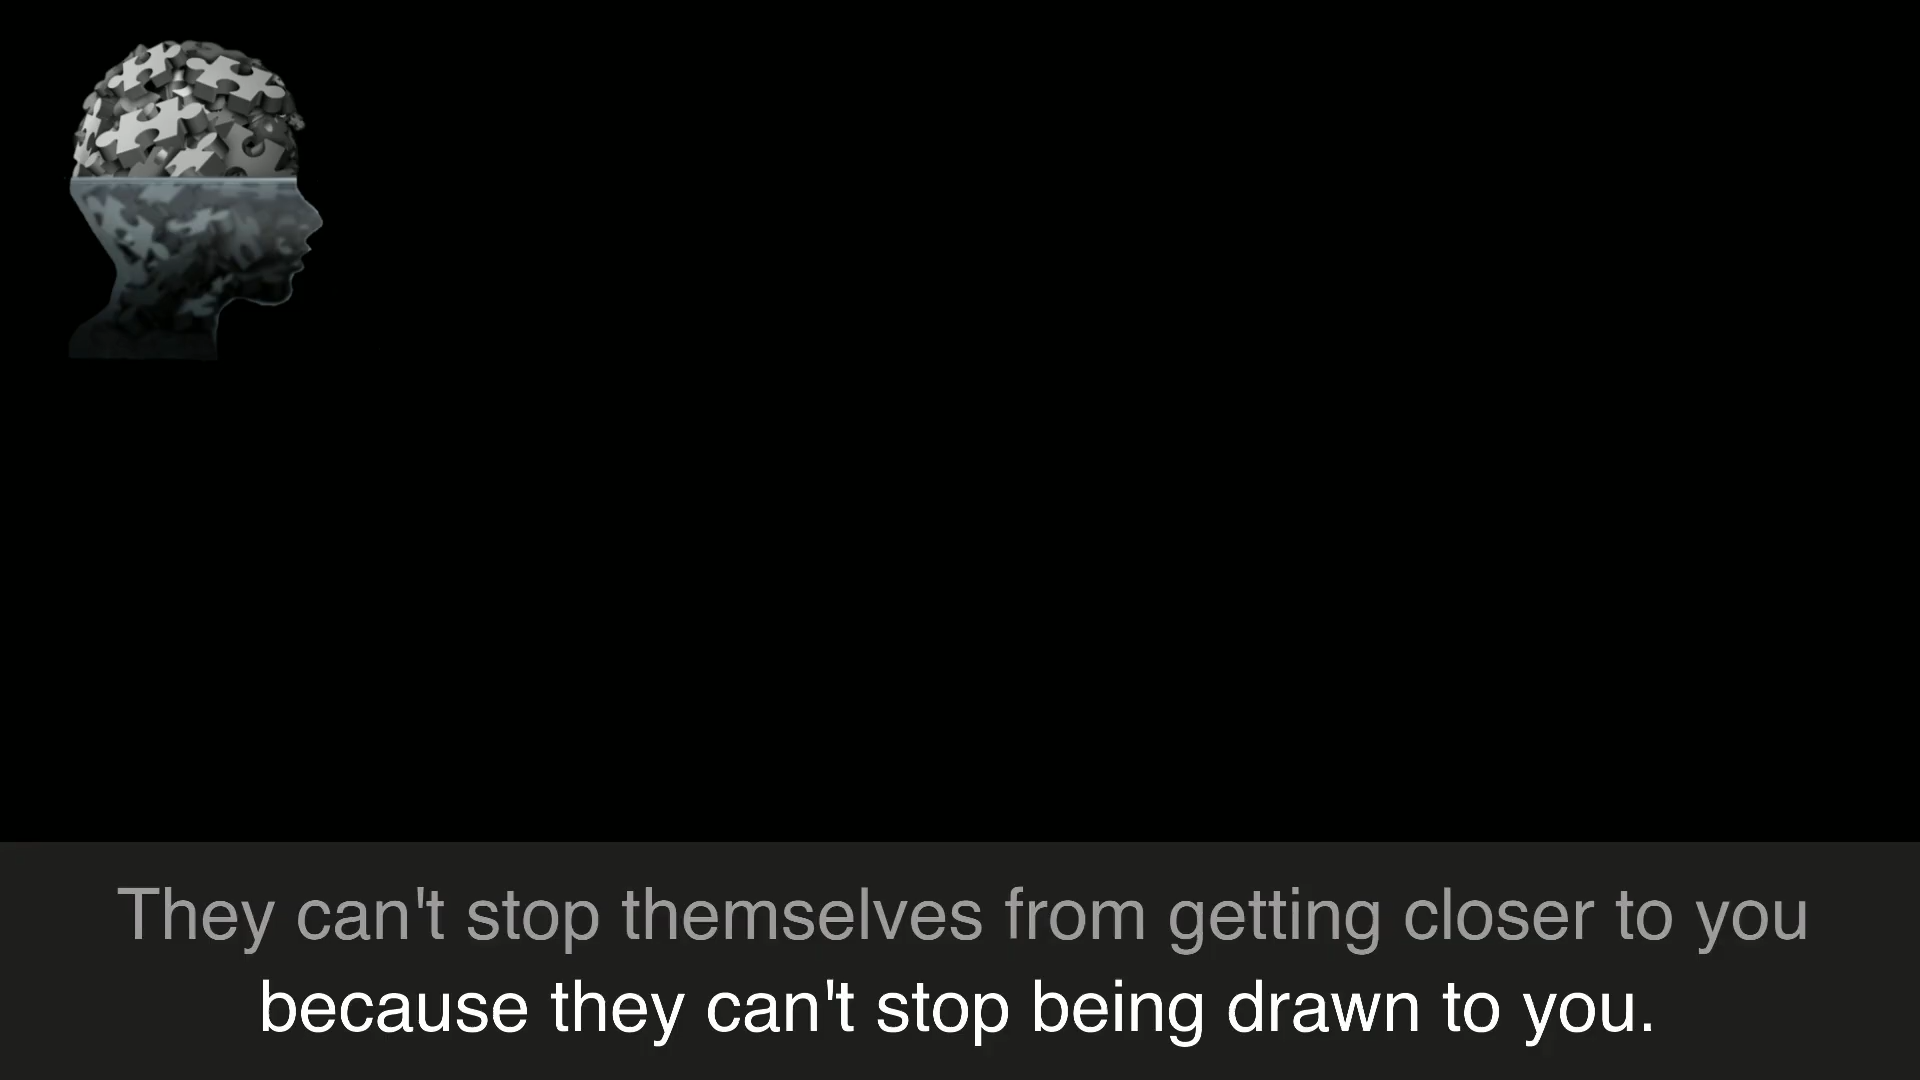 They can't stop themselves from getting closer to you
because they can't stop being drawn to you.